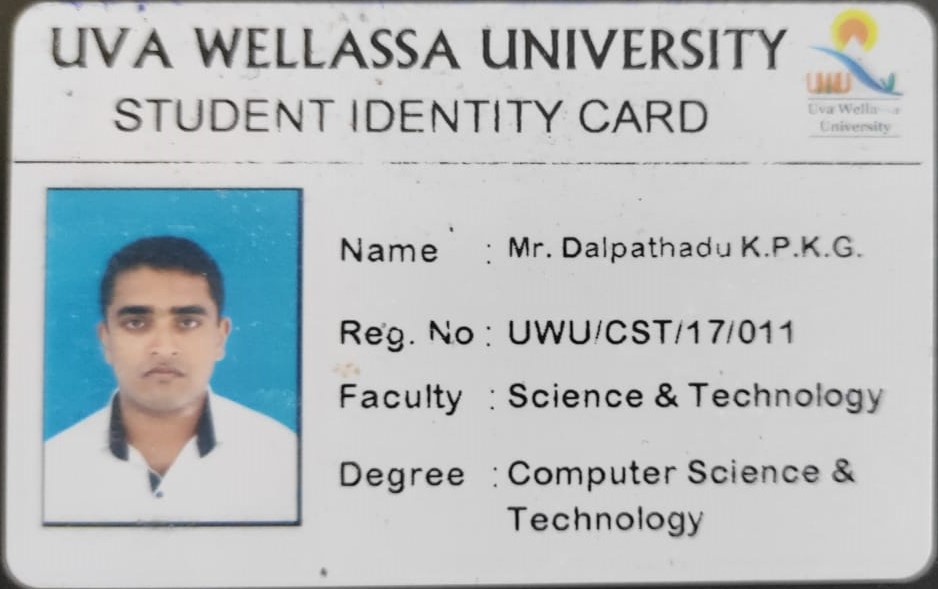 UVA WELLASSA UNIVERSITY
STUDENT IDENTITY CARD
UWU
Uva Wella
University
Name : Mr. Dalpathadu K.P.K.G.
Reg. No : UWU/CST/17/011
Faculty : Science & Technology
Degree : Computer Science &
Technology